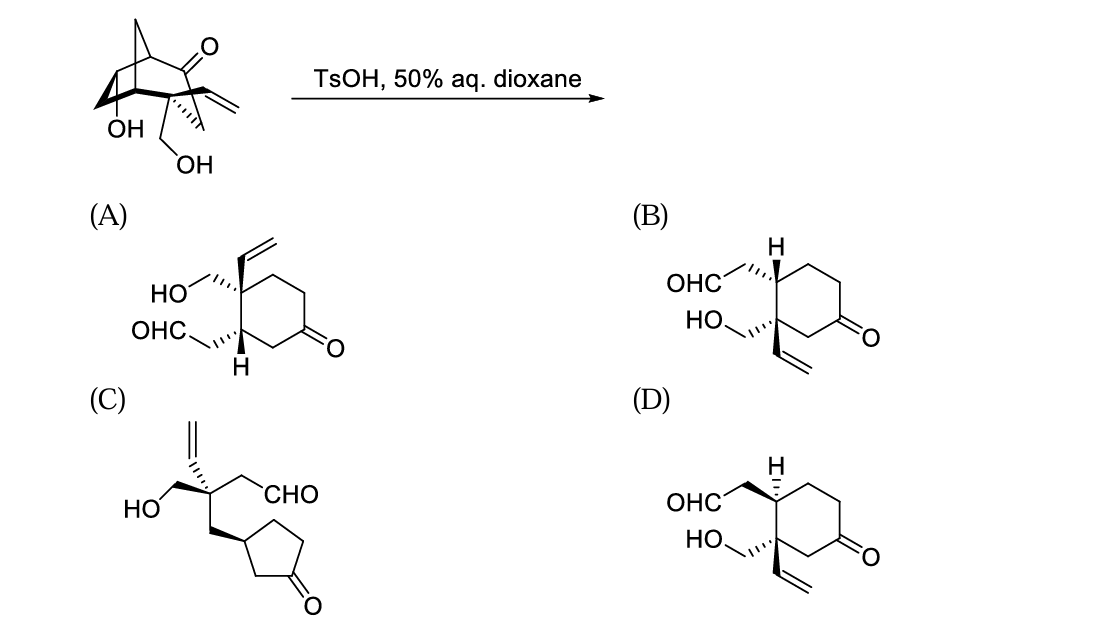 O
TsOH, 50% aq. dioxane
OH
OH
(A)
(B)
H
HO
OHC
OHC
HO
O
O
H
(C)
(D)
H
CHO
OHC
HO
HO
O
O